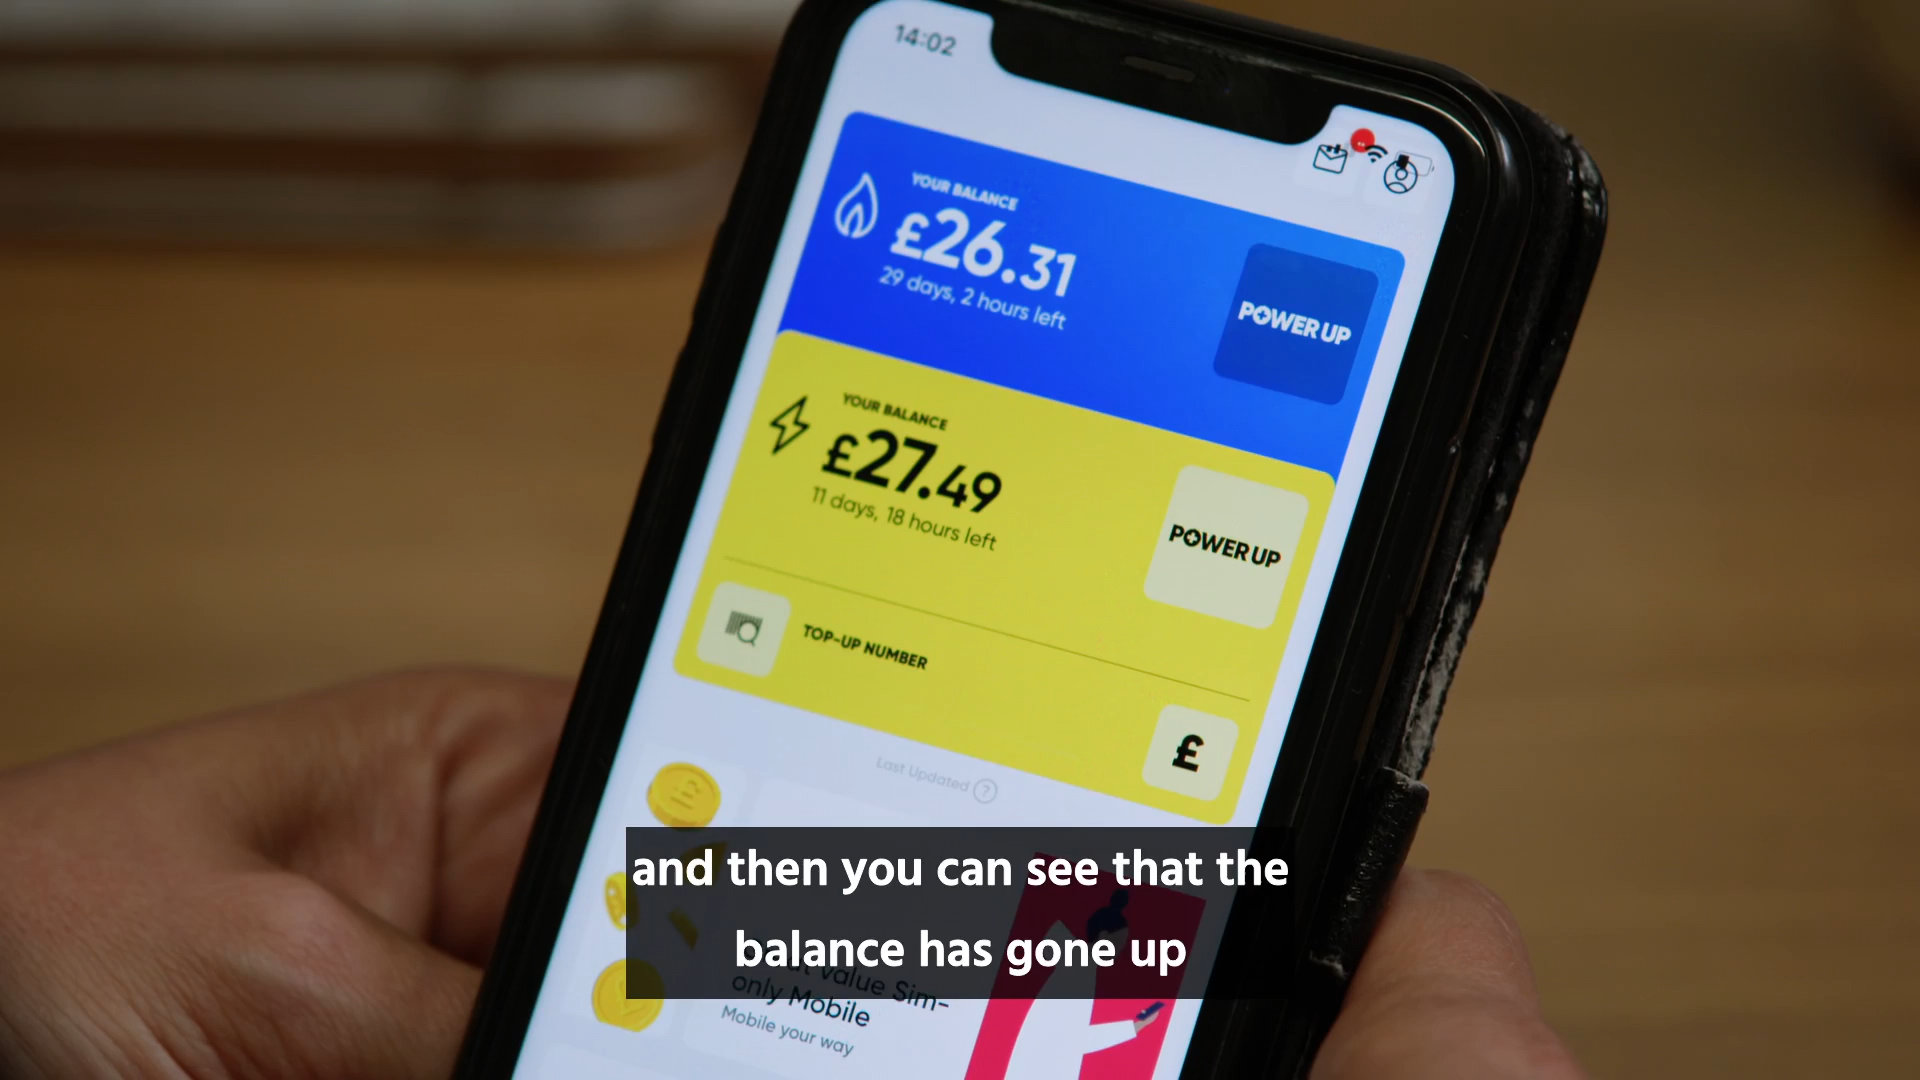 14:02
YOUR BALANCE
£26.31
29 days, 2 hours left
POWER UP
YOUR BALANCE
£27.49
11 days, 18 hours left
POWER UP
TOP-UP NUMBER
£
Last Updated ?
and then you can see that the
balance has gone up
value Sim-
only Mobile
Mobile your way